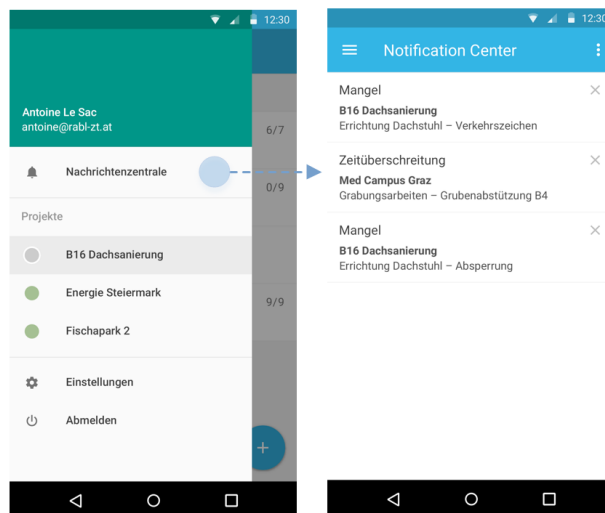 12:30
Antoine Le Sac
antoine@rabl-zt.at
6/7
Nachrichtenzentrale
0/9
Projekte
B16 Dachsanierung
Energie Steiermark
9/9
Fischapark 2
Einstellungen
Abmelden
+
12:30
Notification Center
Mangel
B16 Dachsanierung
Errichtung Dachstuhl – Verkehrszeichen
Zeitüberschreitung
Med Campus Graz
Grabungsarbeiten – Grubenabstützung B4
Mangel
B16 Dachsanierung
Errichtung Dachstuhl – Absperrung